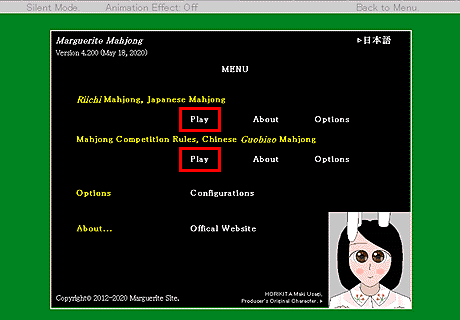 Silent Mode. Animation Effect: Off Back to Menu.
Marguerite Mahjong ▹日本語
Version 4.200 (May 18, 2020)
MENU
Riichi Mahjong, Japanese Mahjong
Play About Options
Mahjong Competition Rules, Chinese Guobiao Mahjong
Play About Options
Options Configurations
About... Offical Website
HORIKITA Maki Usagi,
Producer's Original Character. ▸
Copyright© 2012-2020 Marguerite Site.